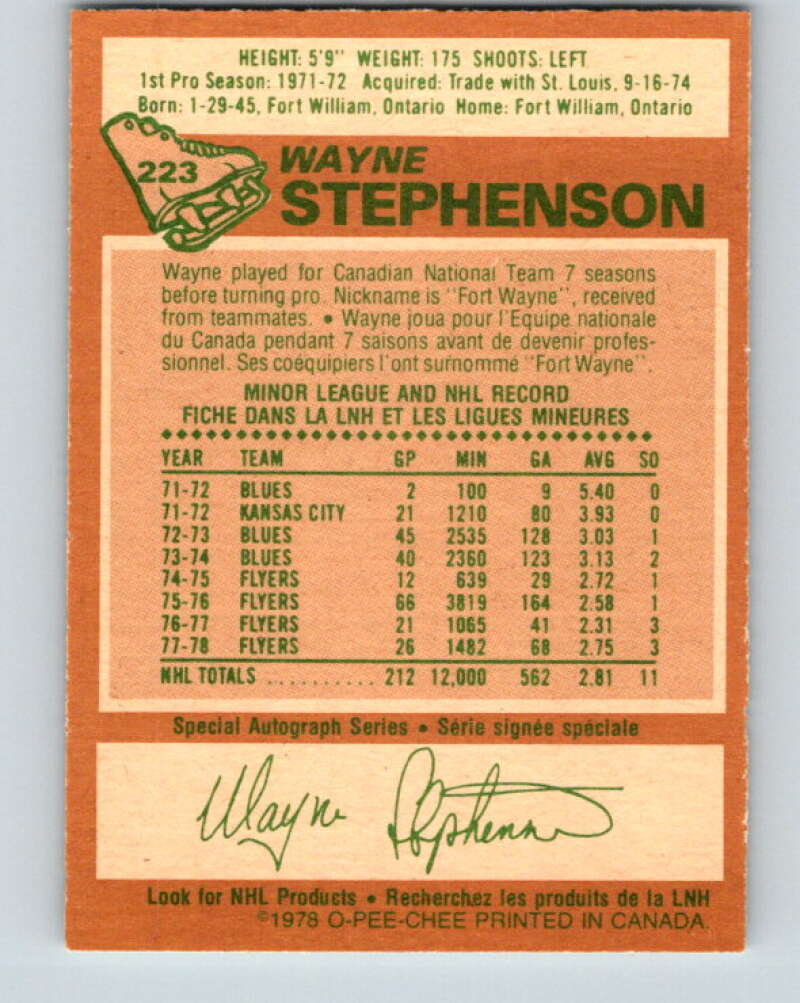 HEIGHT: 5'9" WEIGHT: 175 SHOOTS: LEFT
1st Pro Season: 1971-72 Acquired: Trade with St. Louis, 9-16-74
Born: 1-29-45, Fort William, Ontario Home: Fort William, Ontario
223
WAYNE
STEPHENSON
Wayne played for Canadian National Team 7 seasons
before turning pro. Nickname is "Fort Wayne", received
from teammates. • Wayne joua pour l'Equipe nationale
du Canada pendant 7 saisons avant de devenir profes-
sionnel. Ses coéquipiers l'ont surnommé "Fort Wayne".
MINOR LEAGUE AND NHL RECORD
FICHE DANS LA LNH ET LES LIGUES MINEURES
YEAR TEAM GP MIN GA AVG SO
71-72 BLUES 2 100 9 5.40 0
71-72 KANSAS CITY 21 1210 80 3.93 0
72-73 BLUES 45 2535 128 3.03 1
73-74 BLUES 40 2360 123 3.13 2
74-75 FLYERS 12 639 29 2.72 1
75-76 FLYERS 66 3819 164 2.58 1
76-77 FLYERS 21 1065 41 2.31 3
77-78 FLYERS 26 1482 68 2.75 3
NHL TOTALS .......... 212 12,000 562 2.81 11
Special Autograph Series • Série signée spéciale
Wayne Stephenson
Look for NHL Products • Recherchez les produits de la LNH
©1978 O-PEE-CHEE PRINTED IN CANADA.